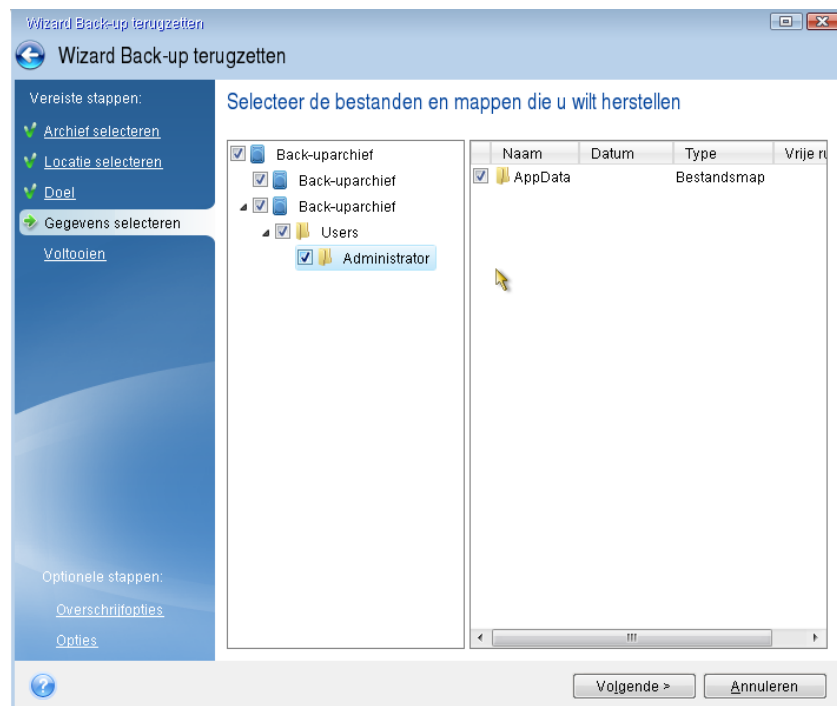 Wizard Back-up terugzetten
Wizard Back-up terugzetten
Vereiste stappen:
Archief selecteren
Locatie selecteren
Doel
Gegevens selecteren
Voltooien
Optionele stappen:
Overschrijfopties
Opties
Selecteer de bestanden en mappen die u wilt herstellen
Back-uparchief
Back-uparchief
Back-uparchief
Users
Administrator
Naam Datum Type Vrije
AppData Bestandsmap
Volgende >
Annuleren